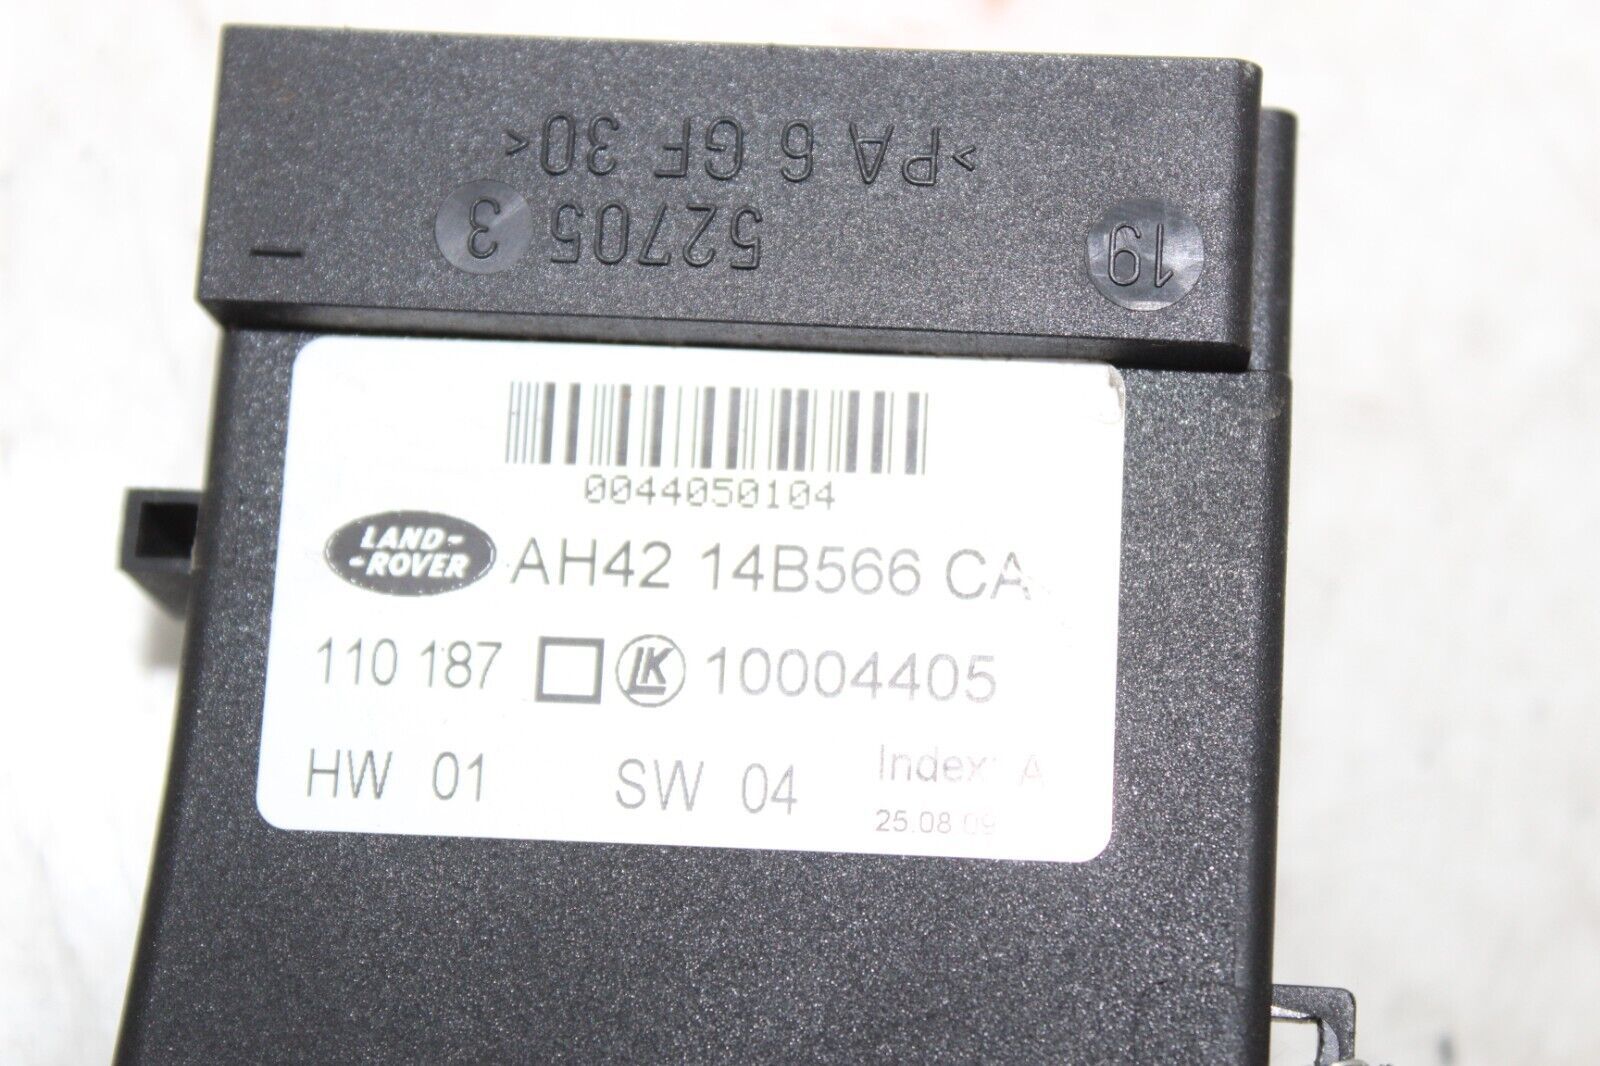 >PA 6 GF 30<
52705 3
19
0044050104
LAND-
-ROVER
AH42 14B566 CA
110 187 LK 10004405
HW 01 SW 04 Index: A
25.08.09